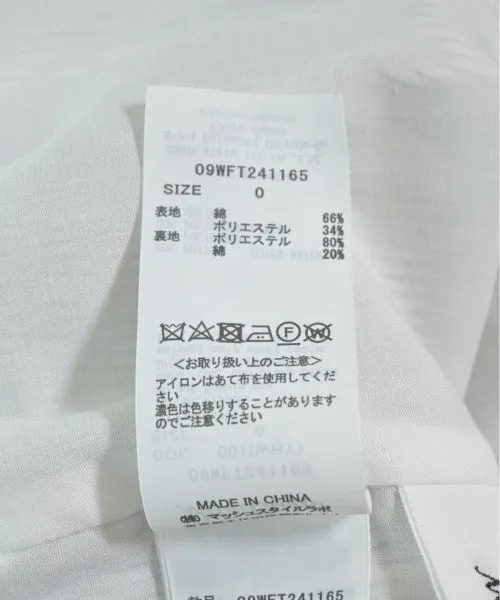 09WFT241165
SIZE 0
表地 綿 66%
ポリエステル 34%
裏地 ポリエステル 80%
綿 20%
<お取り扱い上のご注意>
アイロンはあて布を使用してくだ
さい
濃色は色移りすることがあります
のでご注意ください
MADE IN CHINA
㈱マッシュスタイルラボ
09WFT241165